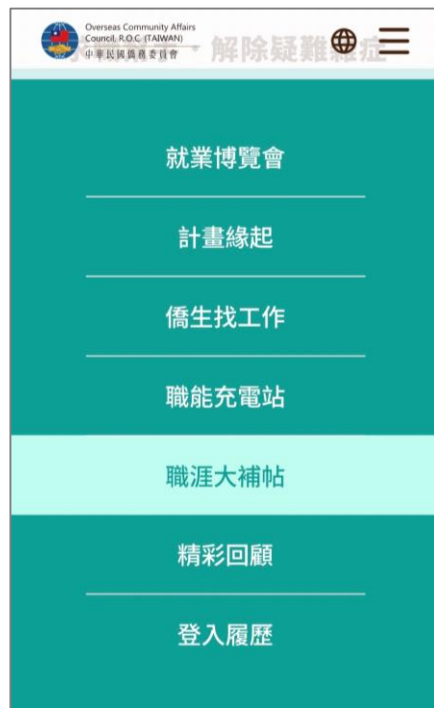 Overseas Community Affairs
Council, R.O.C. (TAIWAN)
中華民國僑務委員會
解除疑難雜症
就業博覽會
計畫緣起
僑生找工作
職能充電站
職涯大補帖
精彩回顧
登入履歷